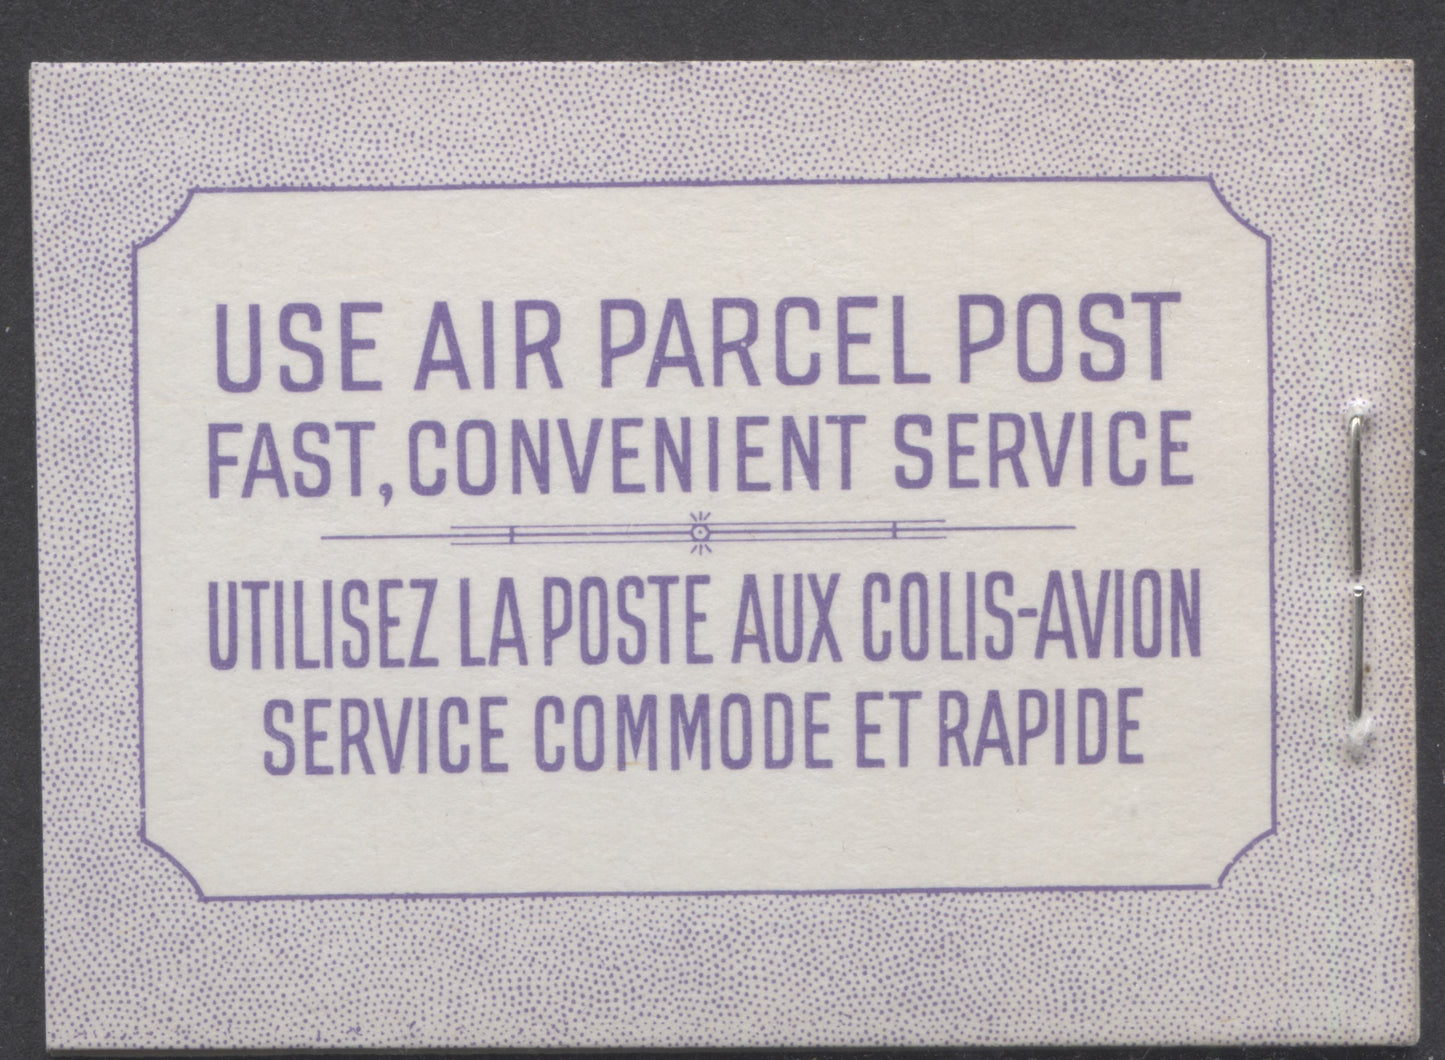 USE AIR PARCEL POST
FAST, CONVENIENT SERVICE
UTILISEZ LA POSTE AUX COLIS-AVION
SERVICE COMMODE ET RAPIDE